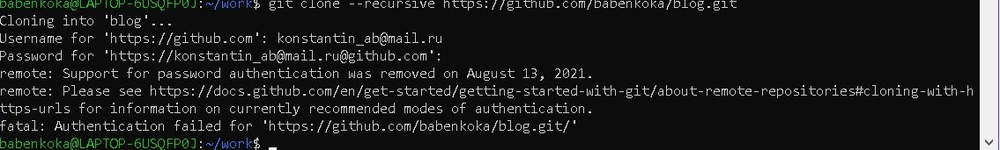 babenkoka@LAPTOP-6USQFP0J:~/work$ git clone --recursive https://github.com/babenkoka/blog.git
Cloning into 'blog'...
Username for 'https://github.com': konstantin_ab@mail.ru
Password for 'https://konstantin_ab@mail.ru@github.com':
remote: Support for password authentication was removed on August 13, 2021.
remote: Please see https://docs.github.com/en/get-started/getting-started-with-git/about-remote-repositories#cloning-with-h
ttps-urls for information on currently recommended modes of authentication.
fatal: Authentication failed for 'https://github.com/babenkoka/blog.git/'
babenkoka@LAPTOP-6USQFP0J:~/work$